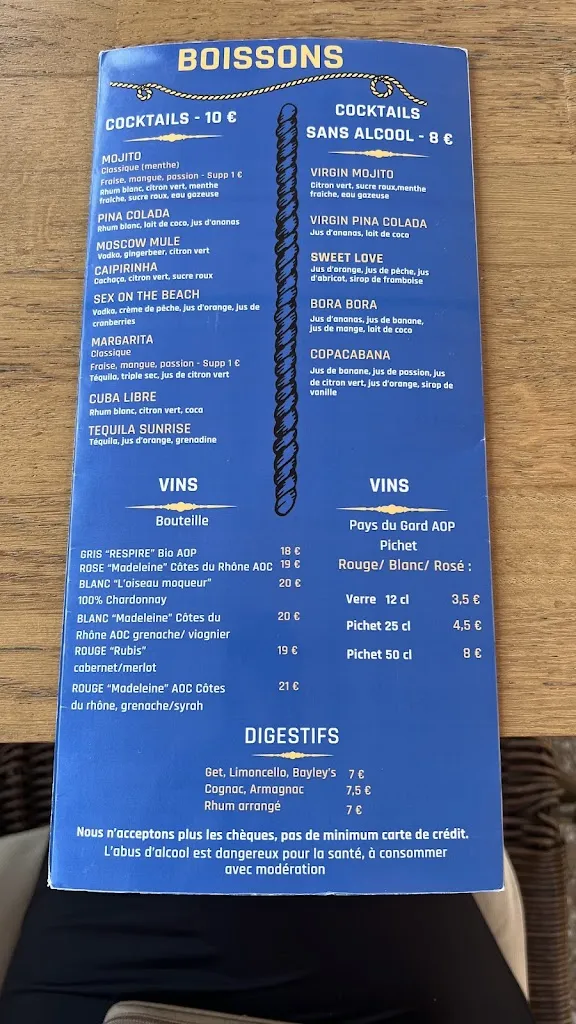 BOISSONS
COCKTAILS - 10 €
MOJITO
Classique (menthe)
Fraise, mangue, passion - Supp 1 €
Rhum blanc, citron vert, menthe
fraîche, sucre roux, eau gazeuse
PINA COLADA
Rhum blanc, lait de coco, jus d'ananas
MOSCOW MULE
Vodka, gingerbeer, citron vert
CAIPIRINHA
Cachaça, citron vert, sucre roux
SEX ON THE BEACH
Vodka, crème de pêche, jus d'orange, jus de
cranberries
MARGARITA
Classique
Fraise, mangue, passion - Supp 1 €
Téquila, triple sec, jus de citron vert
CUBA LIBRE
Rhum blanc, citron vert, coca
TEQUILA SUNRISE
Téquila, jus d'orange, grenadine
COCKTAILS
SANS ALCOOL - 8 €
VIRGIN MOJITO
Citron vert, sucre roux,menthe
fraiche, eau gazeuse
VIRGIN PINA COLADA
Jus d'ananas, lait de coco
SWEET LOVE
Jus d'orange, jus de pêche, jus
d'abricot, sirop de framboise
BORA BORA
Jus d'ananas, jus de banane,
jus de mange, lait de coco
COPACABANA
Jus de banane, jus de passion, jus
de citron vert, jus d'orange, sirop de
vanille
VINS
Bouteille
GRIS "RESPIRE" Bio AOP 18 €
ROSE "Madeleine" Côtes du Rhône AOC 19 €
BLANC "L'oiseau moqueur" 20 €
100% Chardonnay
BLANC "Madeleine" Côtes du 20 €
Rhône AOC grenache/ viognier
ROUGE "Rubis" 19 €
cabernet/merlot
ROUGE "Madeleine" AOC Côtes 21 €
du rhône, grenache/syrah
VINS
Pays du Gard AOP
Pichet
Rouge/ Blanc/ Rosé :
Verre 12 cl 3,5 €
Pichet 25 cl 4,5 €
Pichet 50 cl 8 €
DIGESTIFS
Get, Limoncello, Bayley's 7 €
Cognac, Armagnac 7,5 €
Rhum arrangé 7 €
Nous n'acceptons plus les chèques, pas de minimum carte de crédit.
L'abus d'alcool est dangereux pour la santé, à consommer
avec modération